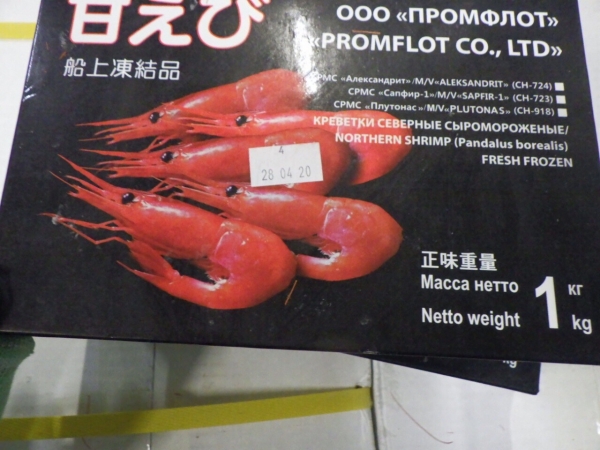 甘えび
船上凍結品
ООО «ПРОМФЛОТ»
«PROMFLOT CO., LTD»
СРМС «Александрит»/M/V«ALEKSANDRIT» (CH-724)
СРМС «Сапфир-1»/M/V«SAPFIR-1» (CH-723)
СРМС «Плутонас»/M/V«PLUTONAS» (CH-918)
КРЕВЕТКИ СЕВЕРНЫЕ СЫРОМОРОЖЕНЫЕ/
NORTHERN SHRIMP (Pandalus borealis)
FRESH FROZEN
4
28 04 20
正味重量
Масса нетто
Netto weight
1 кг
kg
kg